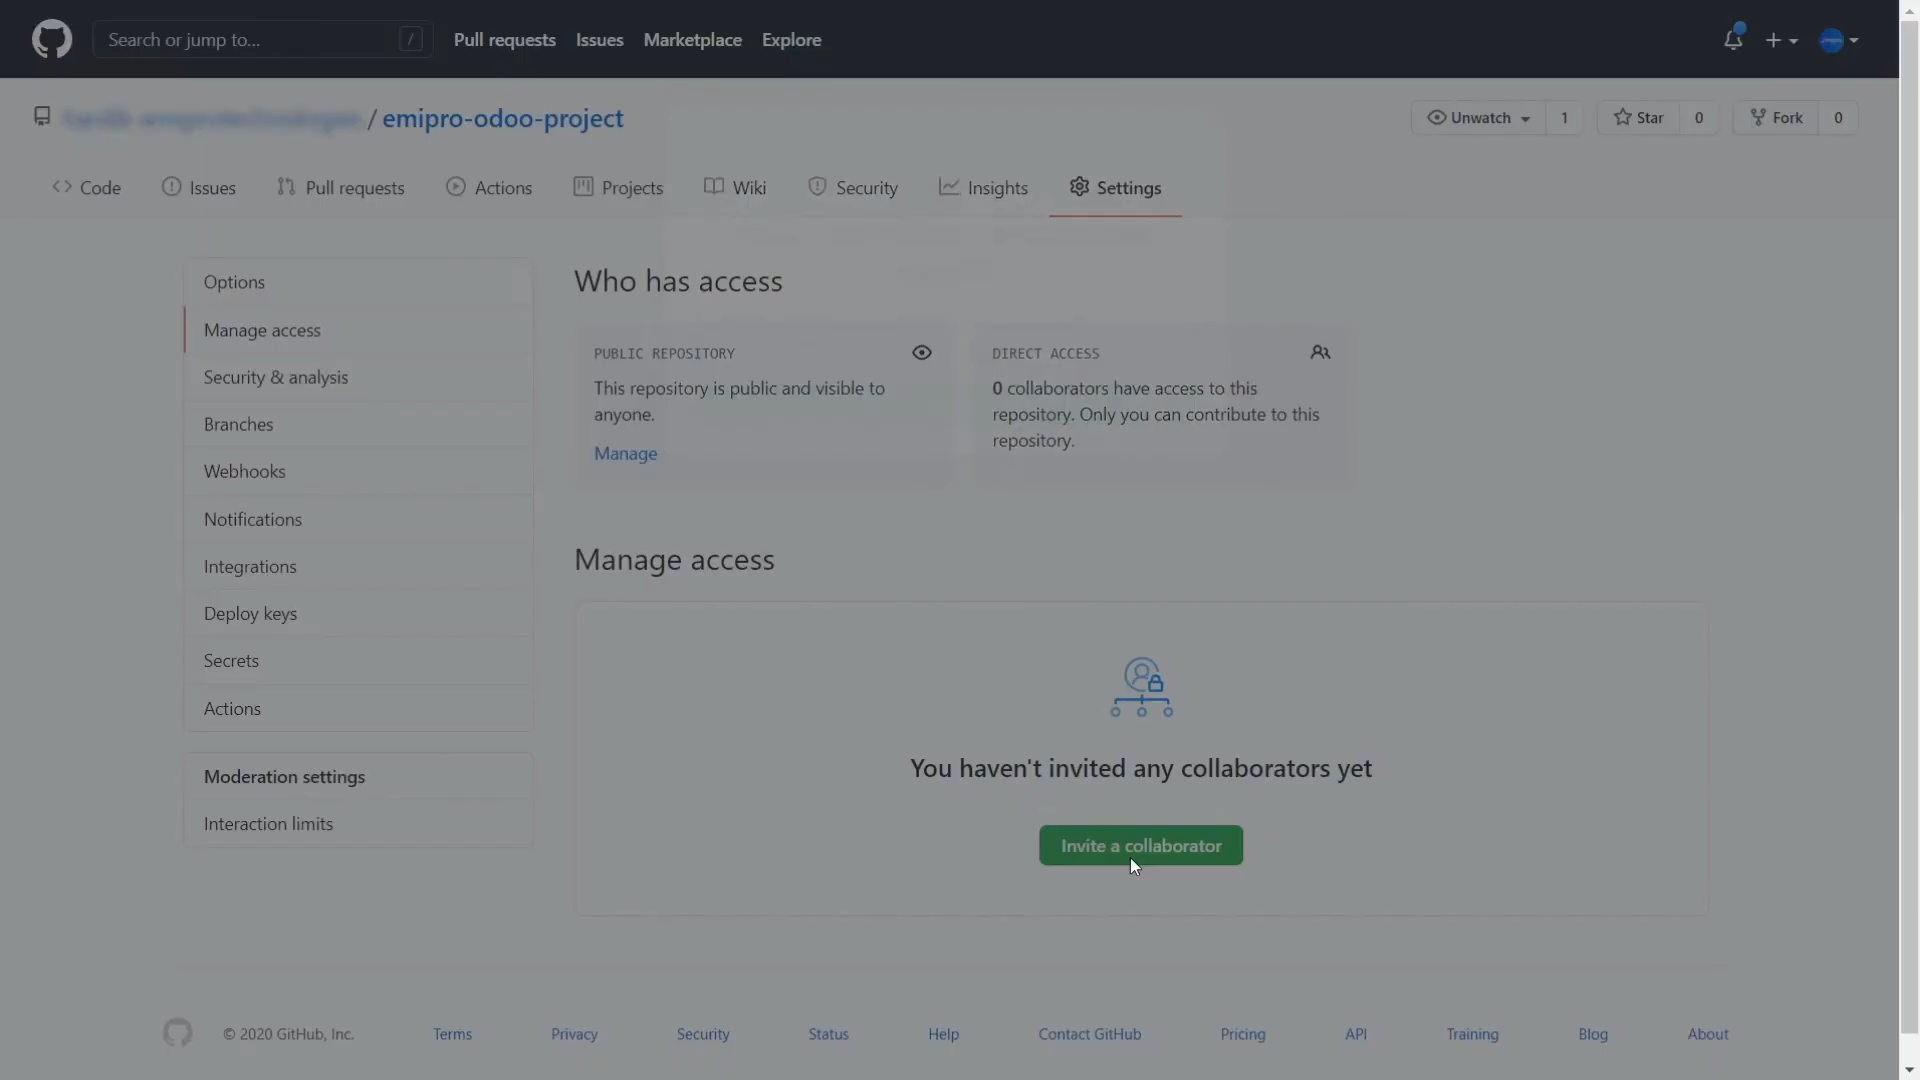 Search or jump to... /
Pull requests
Issues
Marketplace
Explore
/ emipro-odoo-project
Unwatch 1
Star 0
Fork 0
Code
Issues
Pull requests
Actions
Projects
Wiki
Security
Insights
Settings
Options
Manage access
Security & analysis
Branches
Webhooks
Notifications
Integrations
Deploy keys
Secrets
Actions
Moderation settings
Interaction limits
Who has access
PUBLIC REPOSITORY
This repository is public and visible to
anyone.
Manage
DIRECT ACCESS
0 collaborators have access to this
repository. Only you can contribute to this
repository.
Manage access
You haven't invited any collaborators yet
Invite a collaborator
© 2020 GitHub, Inc.
Terms
Privacy
Security
Status
Help
Contact GitHub
Pricing
API
Training
Blog
About